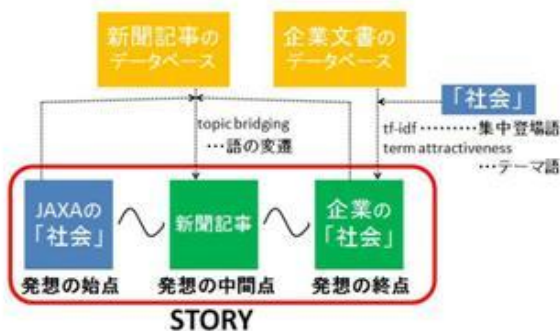 新聞記事の
データベース
企業文書の
データベース
「社会」
topic bridging
…語の変遷
tf-idf ………集中登場語
term attractiveness
…テーマ語
JAXAの
「社会」
新聞記事
企業の
「社会」
発想の始点
発想の中間点
発想の終点
STORY